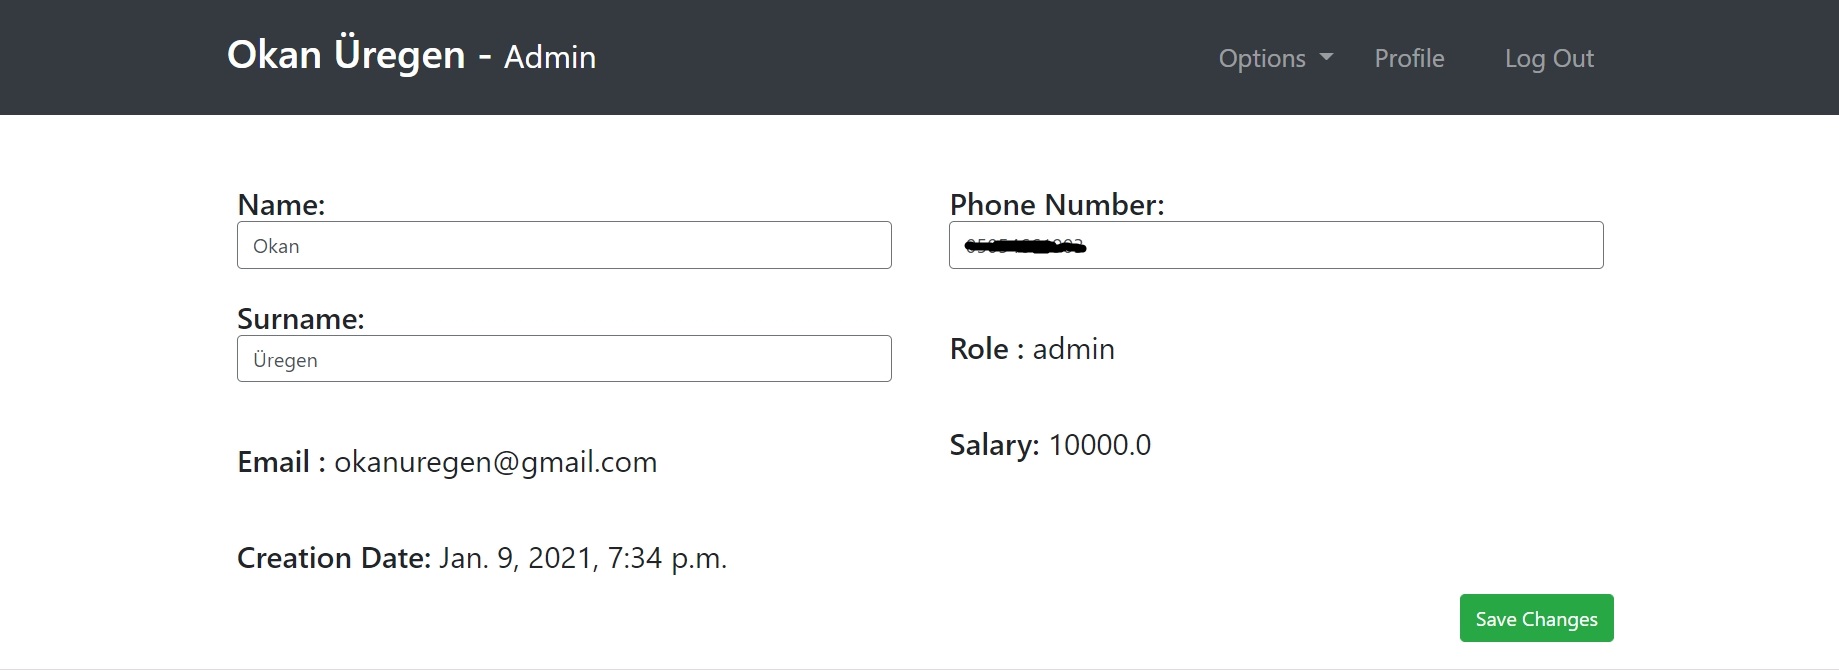 Okan Üregen - Admin
Options
Profile
Log Out
Name:
Okan
Surname:
Üregen
Email : okanuregen@gmail.com
Creation Date: Jan. 9, 2021, 7:34 p.m.
Phone Number:
Role : admin
Salary: 10000.0
Save Changes